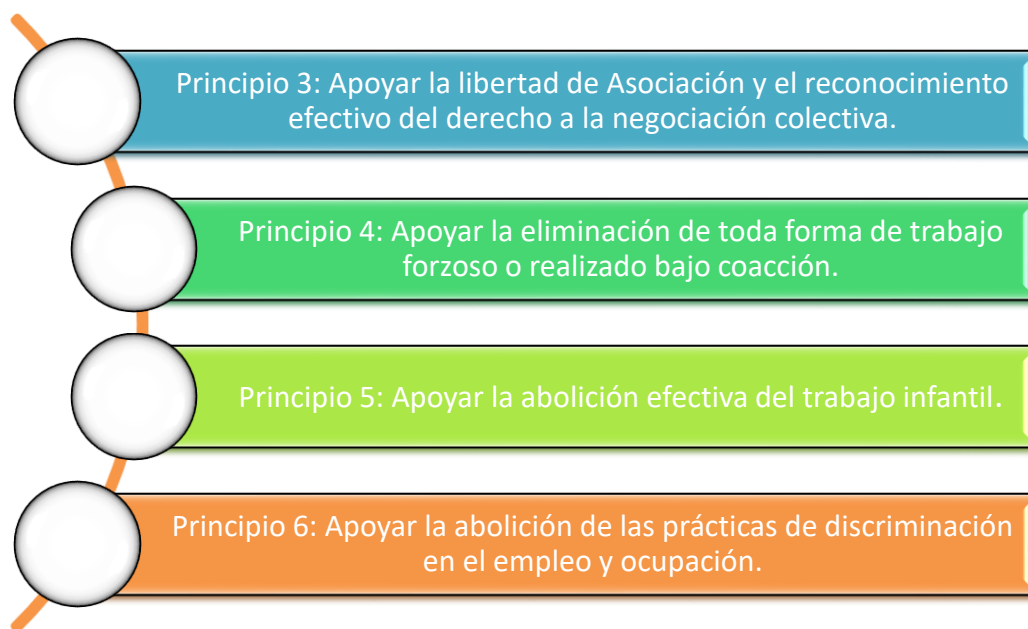 Principio 3: Apoyar la libertad de Asociación y el reconocimiento
efectivo del derecho a la negociación colectiva.
Principio 4: Apoyar la eliminación de toda forma de trabajo
forzoso o realizado bajo coacción.
Principio 5: Apoyar la abolición efectiva del trabajo infantil.
Principio 6: Apoyar la abolición de las prácticas de discriminación
en el empleo y ocupación.